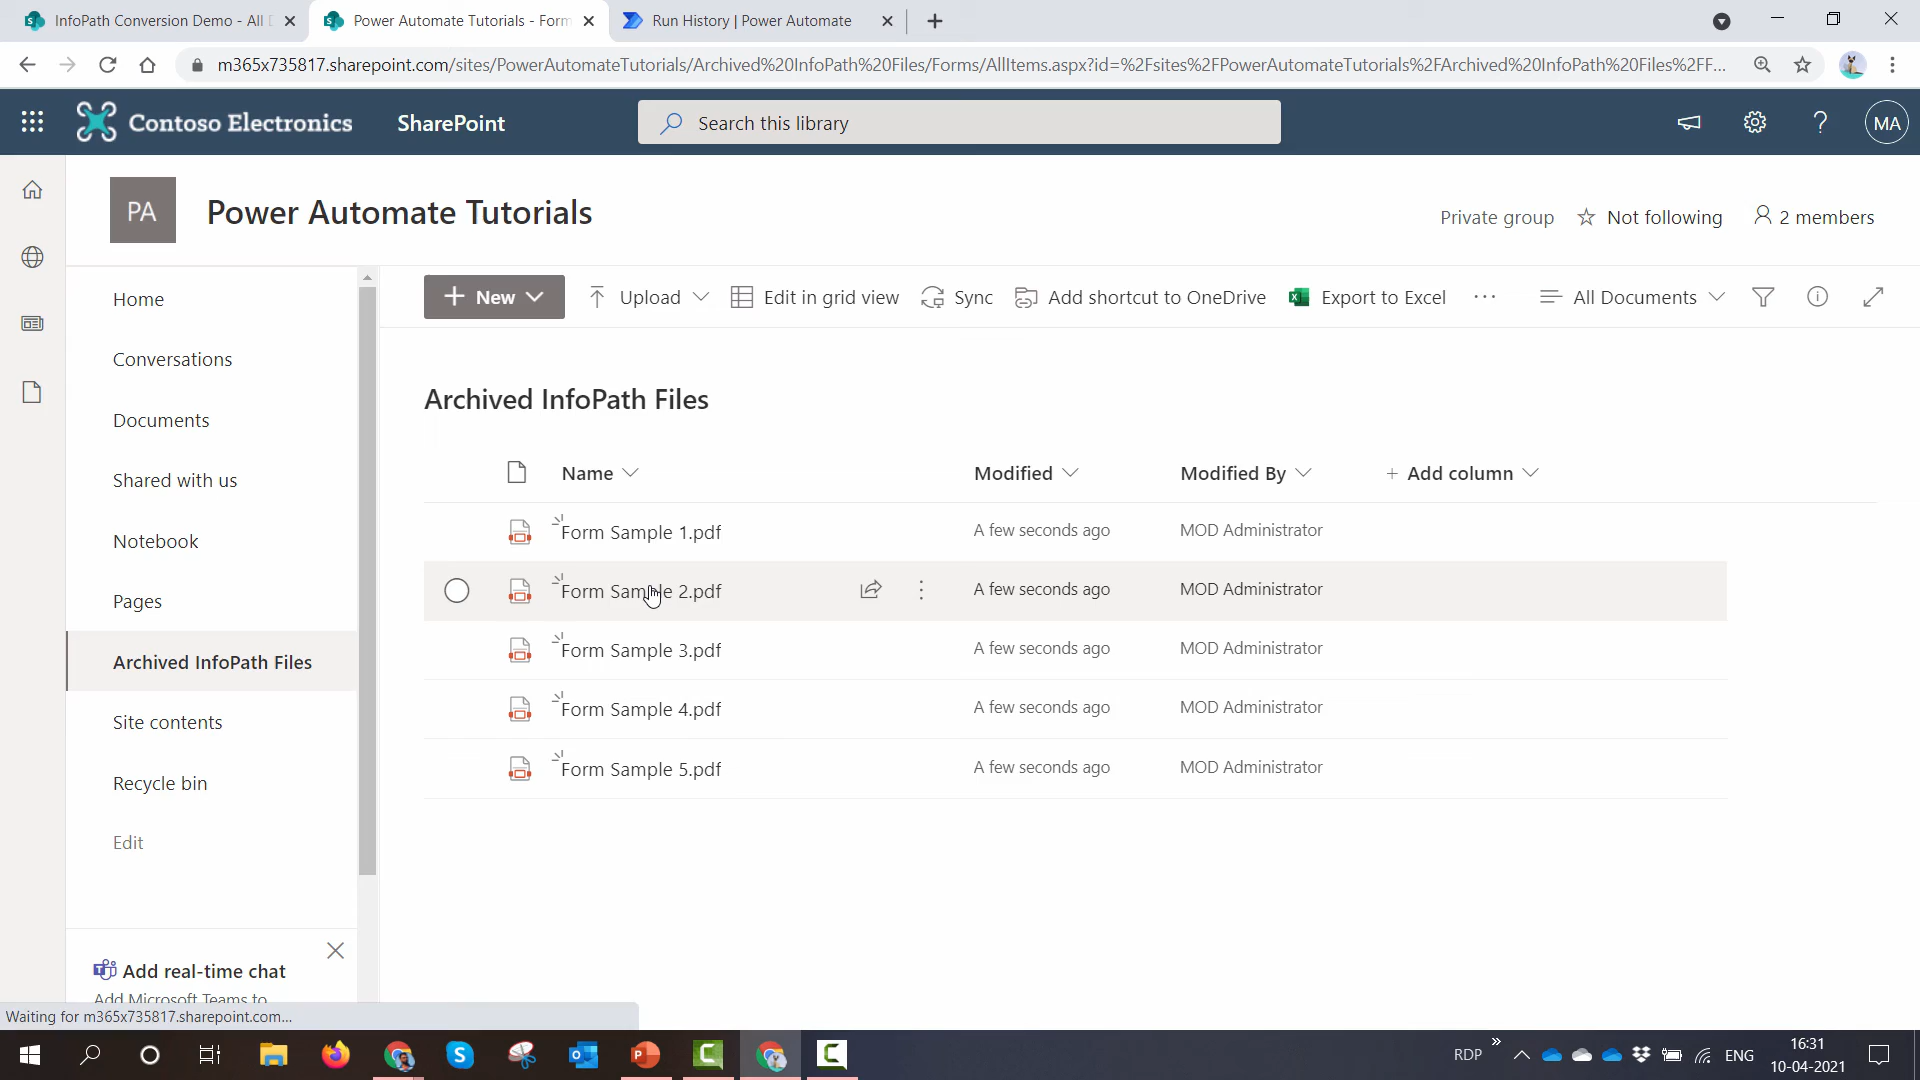 InfoPath Conversion Demo - All D
Power Automate Tutorials - Form
Run History | Power Automate
m365x735817.sharepoint.com/sites/PowerAutomateTutorials/Archived%20InfoPath%20Files/Forms/AllItems.aspx?id=%2Fsites%2FPowerAutomateTutorials%2FArchived%20InfoPath%20Files%2FF...
Contoso Electronics
SharePoint
Search this library
MA
PA
Power Automate Tutorials
Private group
Not following
2 members
Home
Conversations
Documents
Shared with us
Notebook
Pages
Archived InfoPath Files
Site contents
Recycle bin
Edit
Add real-time chat
Add Microsoft Teams to
New
Upload
Edit in grid view
Sync
Add shortcut to OneDrive
Export to Excel
All Documents
Archived InfoPath Files
Name Modified Modified By + Add column
Form Sample 1.pdf A few seconds ago MOD Administrator
Form Sample 2.pdf A few seconds ago MOD Administrator
Form Sample 3.pdf A few seconds ago MOD Administrator
Form Sample 4.pdf A few seconds ago MOD Administrator
Form Sample 5.pdf A few seconds ago MOD Administrator
Waiting for m365x735817.sharepoint.com...
RDP
ENG
16:31
10-04-2021